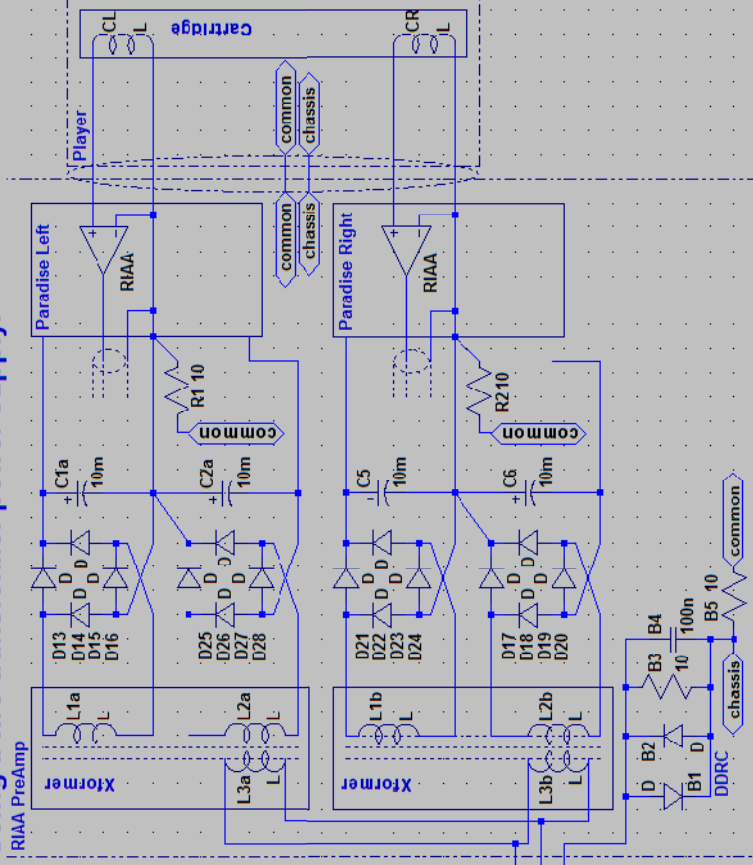 CL
L
Cartridge
CR
L
Player
common
chassis
common
chassis
Paradise Left
+
-
RIAA
Paradise Right
+
-
RIAA
R1 10
common
R2 10
common
C1a
+
10m
C2a
+
10m
C5
-
10m
C6
+
10m
D
D
D
D
D13
D14
D15
D16
D
D
D
D
D25
D26
D27
D28
D
D
D
D
D21
D22
D23
D24
D
D
D
D
D17
D18
D19
D20
L1a
L
L2a
L
L3a
L
Xformer
L1b
L
L2b
L
L3b
L
Xformer
RIAA PreAmp
B4
100n
B3
10
B2
D
D
B1
DDRC
B5 10
common
chassis